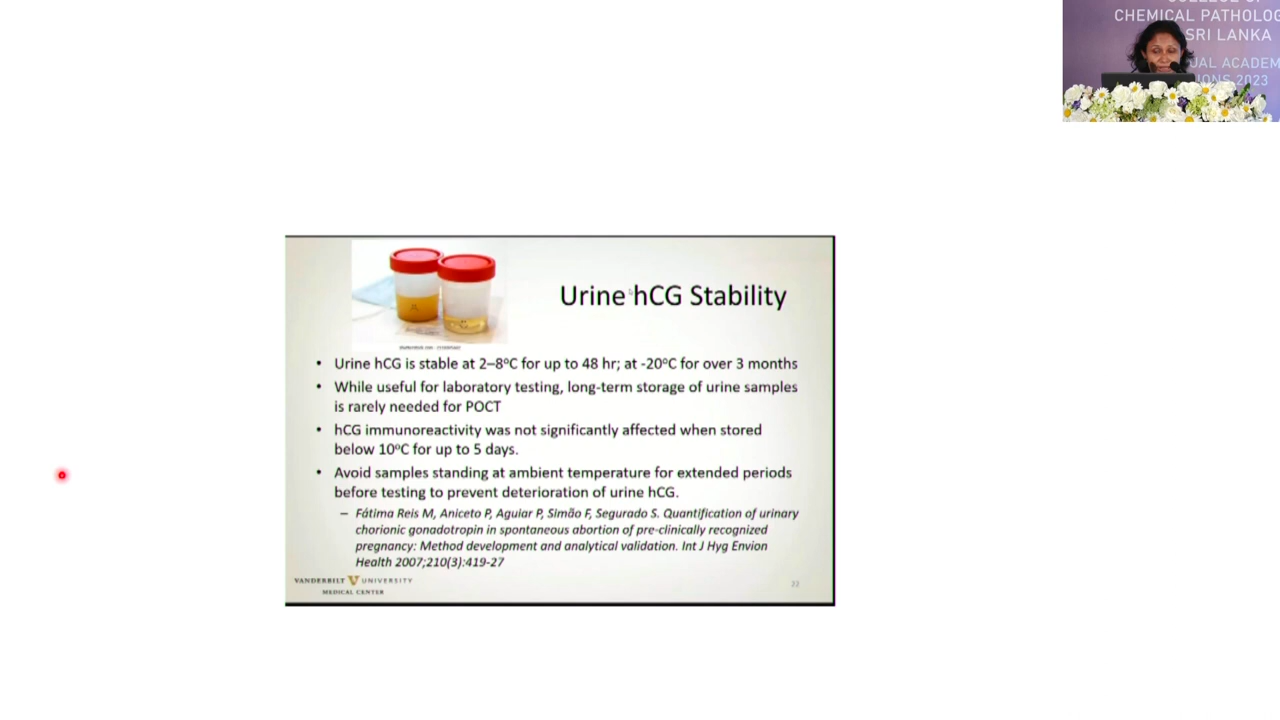 CHEMICAL PATHOLOG
SRI LANKA
UAL ACADEM
IONS 2023
Urine hCG Stability
• Urine hCG is stable at 2–8ºC for up to 48 hr; at -20ºC for over 3 months
• While useful for laboratory testing, long-term storage of urine samples
is rarely needed for POCT
• hCG immunoreactivity was not significantly affected when stored
below 10ºC for up to 5 days.
• Avoid samples standing at ambient temperature for extended periods
before testing to prevent deterioration of urine hCG.
– Fátima Reis M, Aniceto P, Aguiar P, Simão F, Segurado S. Quantification of urinary
chorionic gonadotropin in spontaneous abortion of pre-clinically recognized
pregnancy: Method development and analytical validation. Int J Hyg Envion
Health 2007;210(3):419-27
VANDERBILT V UNIVERSITY
MEDICAL CENTER
22